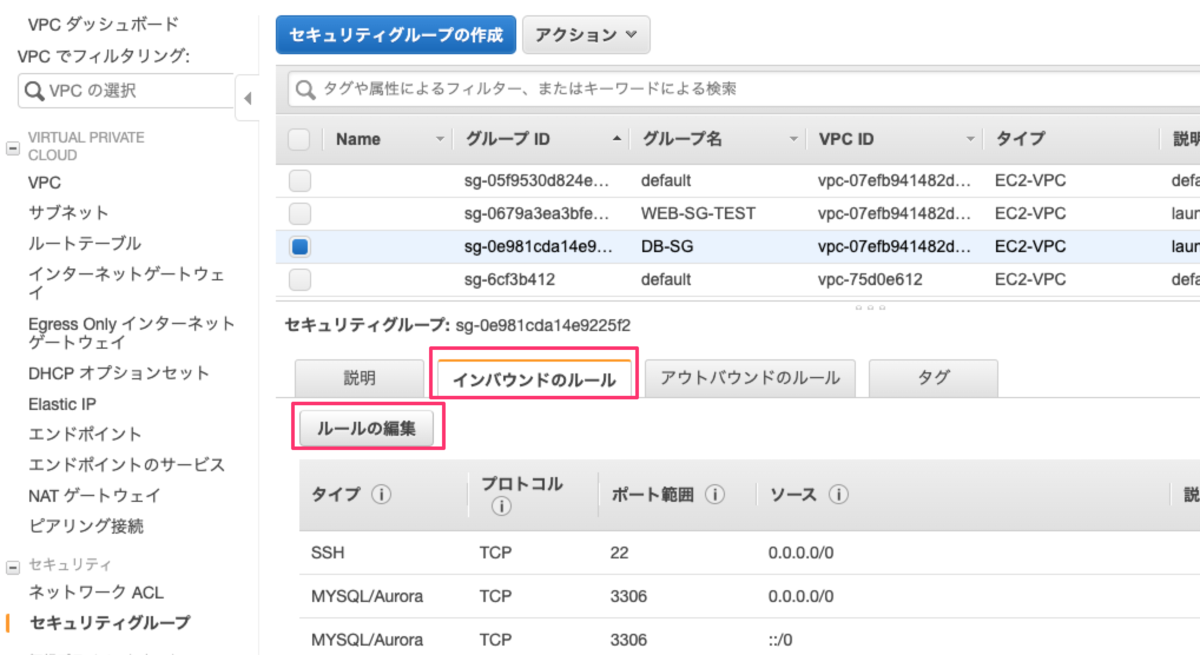 VPC ダッシュボード
VPC でフィルタリング:
VPC の選択
VIRTUAL PRIVATE
CLOUD
VPC
サブネット
ルートテーブル
インターネットゲートウェ
イ
Egress Only インターネット
ゲートウェイ
DHCP オプションセット
Elastic IP
エンドポイント
エンドポイントのサービス
NAT ゲートウェイ
ピアリング接続
セキュリティ
ネットワーク ACL
セキュリティグループ
セキュリティグループの作成 アクション
タグや属性によるフィルター、またはキーワードによる検索
Name グループ ID グループ名 VPC ID タイプ 説明
sg-05f9530d824e... default vpc-07efb941482d... EC2-VPC defa
sg-0679a3ea3bfe... WEB-SG-TEST vpc-07efb941482d... EC2-VPC laun
sg-0e981cda14e9... DB-SG vpc-07efb941482d... EC2-VPC laun
sg-6cf3b412 default vpc-75d0e612 EC2-VPC defa
セキュリティグループ: sg-0e981cda14e9225f2
説明 インバウンドのルール アウトバウンドのルール タグ
ルールの編集
タイプ プロトコル ポート範囲 ソース 説
SSH TCP 22 0.0.0.0/0
MYSQL/Aurora TCP 3306 0.0.0.0/0
MYSQL/Aurora TCP 3306 ::/0